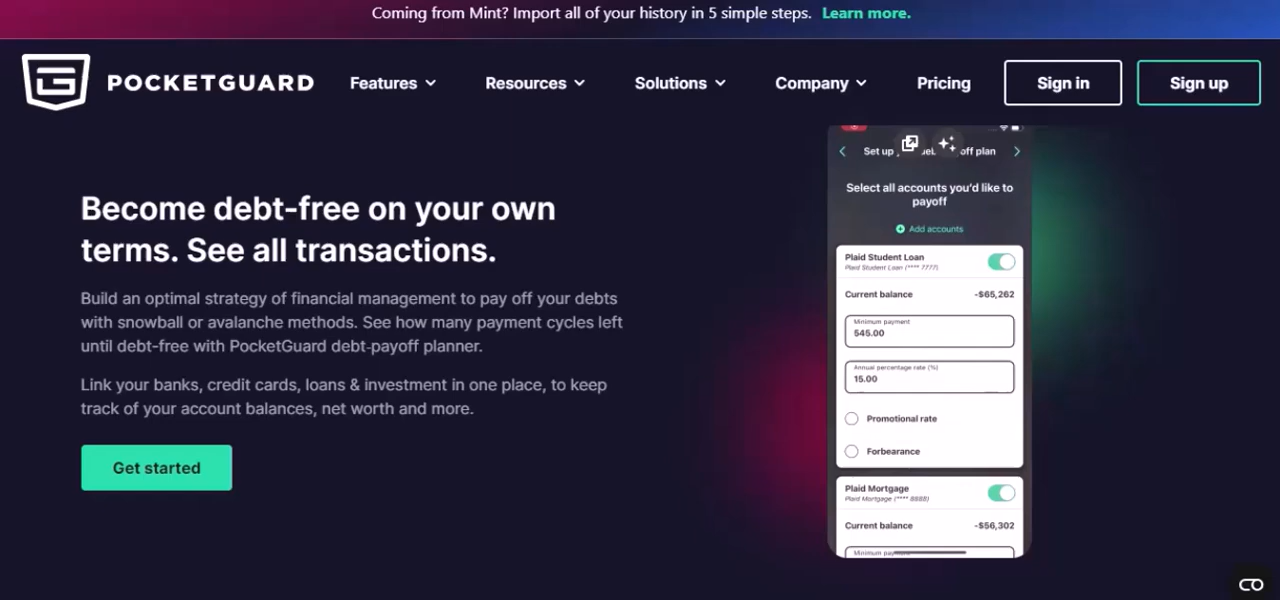 Coming from Mint? Import all of your history in 5 simple steps. Learn more.
POCKETGUARD
Features
Resources
Solutions
Company
Pricing
Sign in
Sign up
Become debt-free on your own
terms. See all transactions.
Build an optimal strategy of financial management to pay off your debts
with snowball or avalanche methods. See how many payment cycles left
until debt-free with PocketGuard debt-payoff planner.
Link your banks, credit cards, loans & investment in one place, to keep
track of your account balances, net worth and more.
Get started
Set up off plan
Select all accounts you'd like to
payoff
Add accounts
Plaid Student Loan
Plaid Student Loan (**** 7777)
Current balance -$65,262
Minimum payment
545.00
Annual percentage rate (%)
15.00
Promotional rate
Forbearance
Plaid Mortgage
Plaid Mortgage (**** 8888)
Current balance -$56,302
Minimum